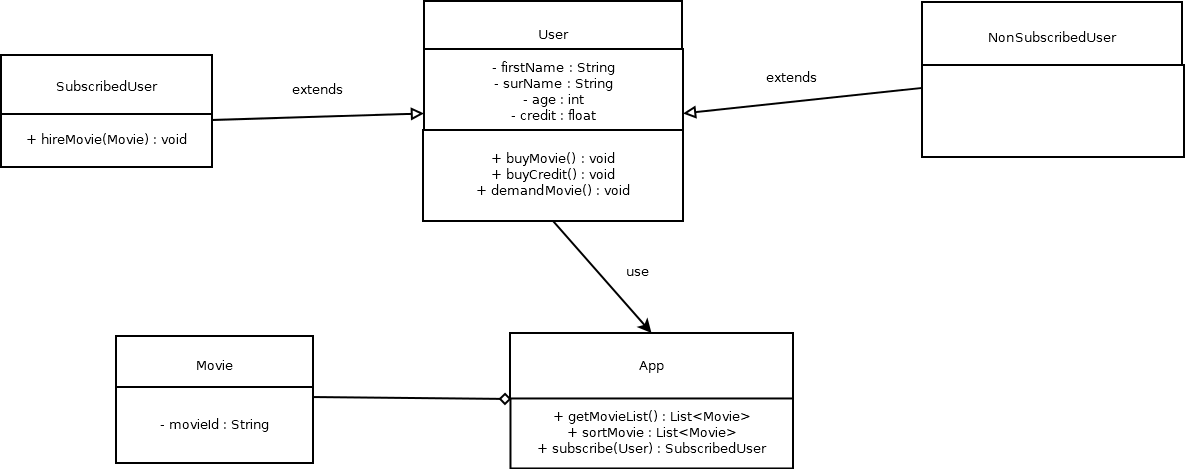 User
- firstName : String
- surName : String
- age : int
- credit : float
+ buyMovie() : void
+ buyCredit() : void
+ demandMovie() : void
SubscribedUser
+ hireMovie(Movie) : void
extends
NonSubscribedUser
extends
use
Movie
- movieId : String
App
+ getMovieList() : List<Movie>
+ sortMovie : List<Movie>
+ subscribe(User) : SubscribedUser